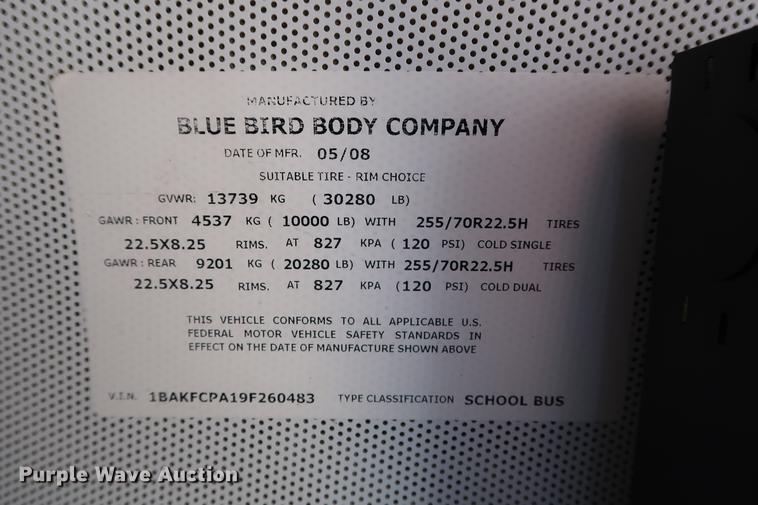 MANUFACTURED BY
BLUE BIRD BODY COMPANY
DATE OF MFR. 05/08
SUITABLE TIRE - RIM CHOICE
GVWR: 13739 KG ( 30280 LB)
GAWR : FRONT 4537 KG ( 10000 LB) WITH 255/70R22.5H TIRES
22.5X8.25 RIMS. AT 827 KPA ( 120 PSI) COLD SINGLE
GAWR : REAR 9201 KG ( 20280 LB) WITH 255/70R22.5H TIRES
22.5X8.25 RIMS. AT 827 KPA (120 PSI) COLD DUAL
THIS VEHICLE CONFORMS TO ALL APPLICABLE U.S.
FEDERAL MOTOR VEHICLE SAFETY STANDARDS IN
EFFECT ON THE DATE OF MANUFACTURE SHOWN ABOVE
V.I.N. 1BAKFCPA19F260483 TYPE CLASSIFICATION SCHOOL BUS
Purple Wave Auction